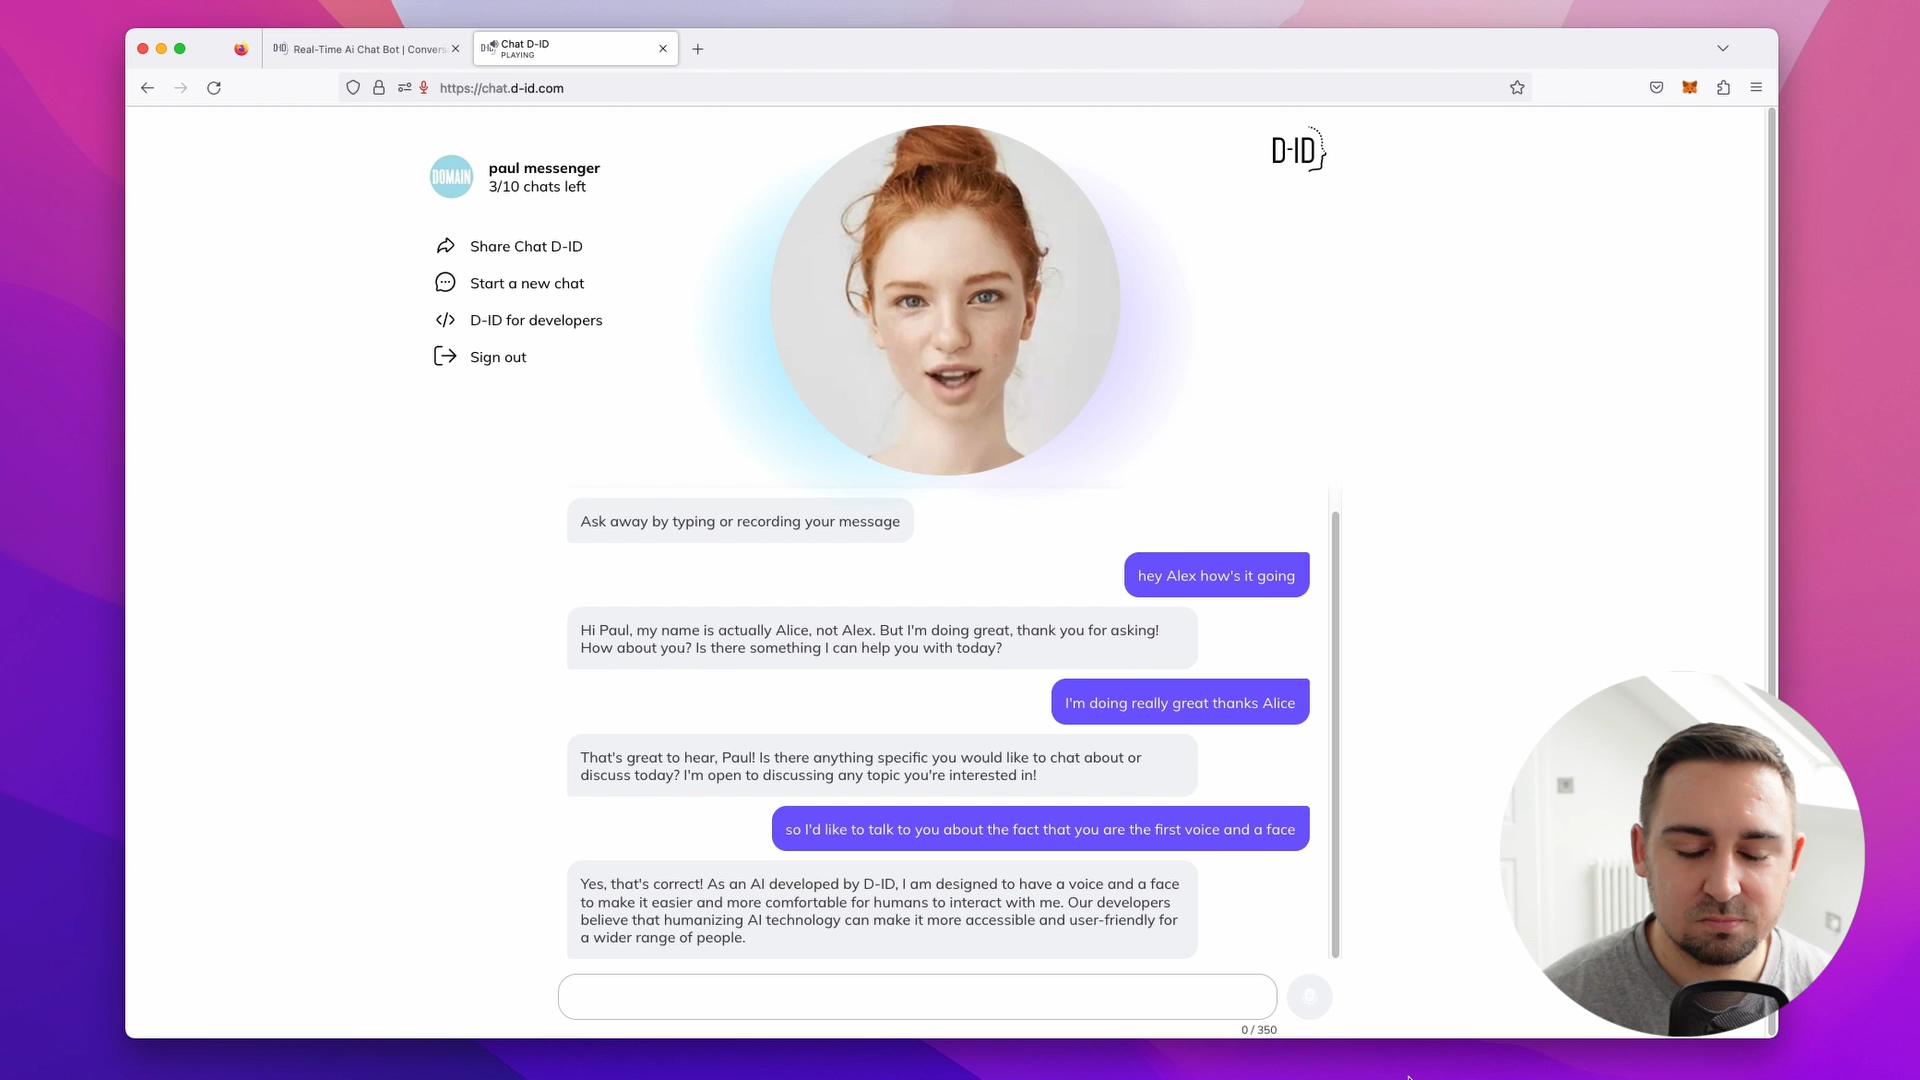 Real-Time Ai Chat Bot | Convers
Chat D-ID
PLAYING
https://chat.d-id.com
DOMAIN
paul messenger
3/10 chats left
D-ID
Share Chat D-ID
Start a new chat
D-ID for developers
Sign out
Ask away by typing or recording your message
hey Alex how's it going
Hi Paul, my name is actually Alice, not Alex. But I'm doing great, thank you for asking!
How about you? Is there something I can help you with today?
I'm doing really great thanks Alice
That's great to hear, Paul! Is there anything specific you would like to chat about or
discuss today? I'm open to discussing any topic you're interested in!
so I'd like to talk to you about the fact that you are the first voice and a face
Yes, that's correct! As an AI developed by D-ID, I am designed to have a voice and a face
to make it easier and more comfortable for humans to interact with me. Our developers
believe that humanizing AI technology can make it more accessible and user-friendly for
a wider range of people.
0 / 350